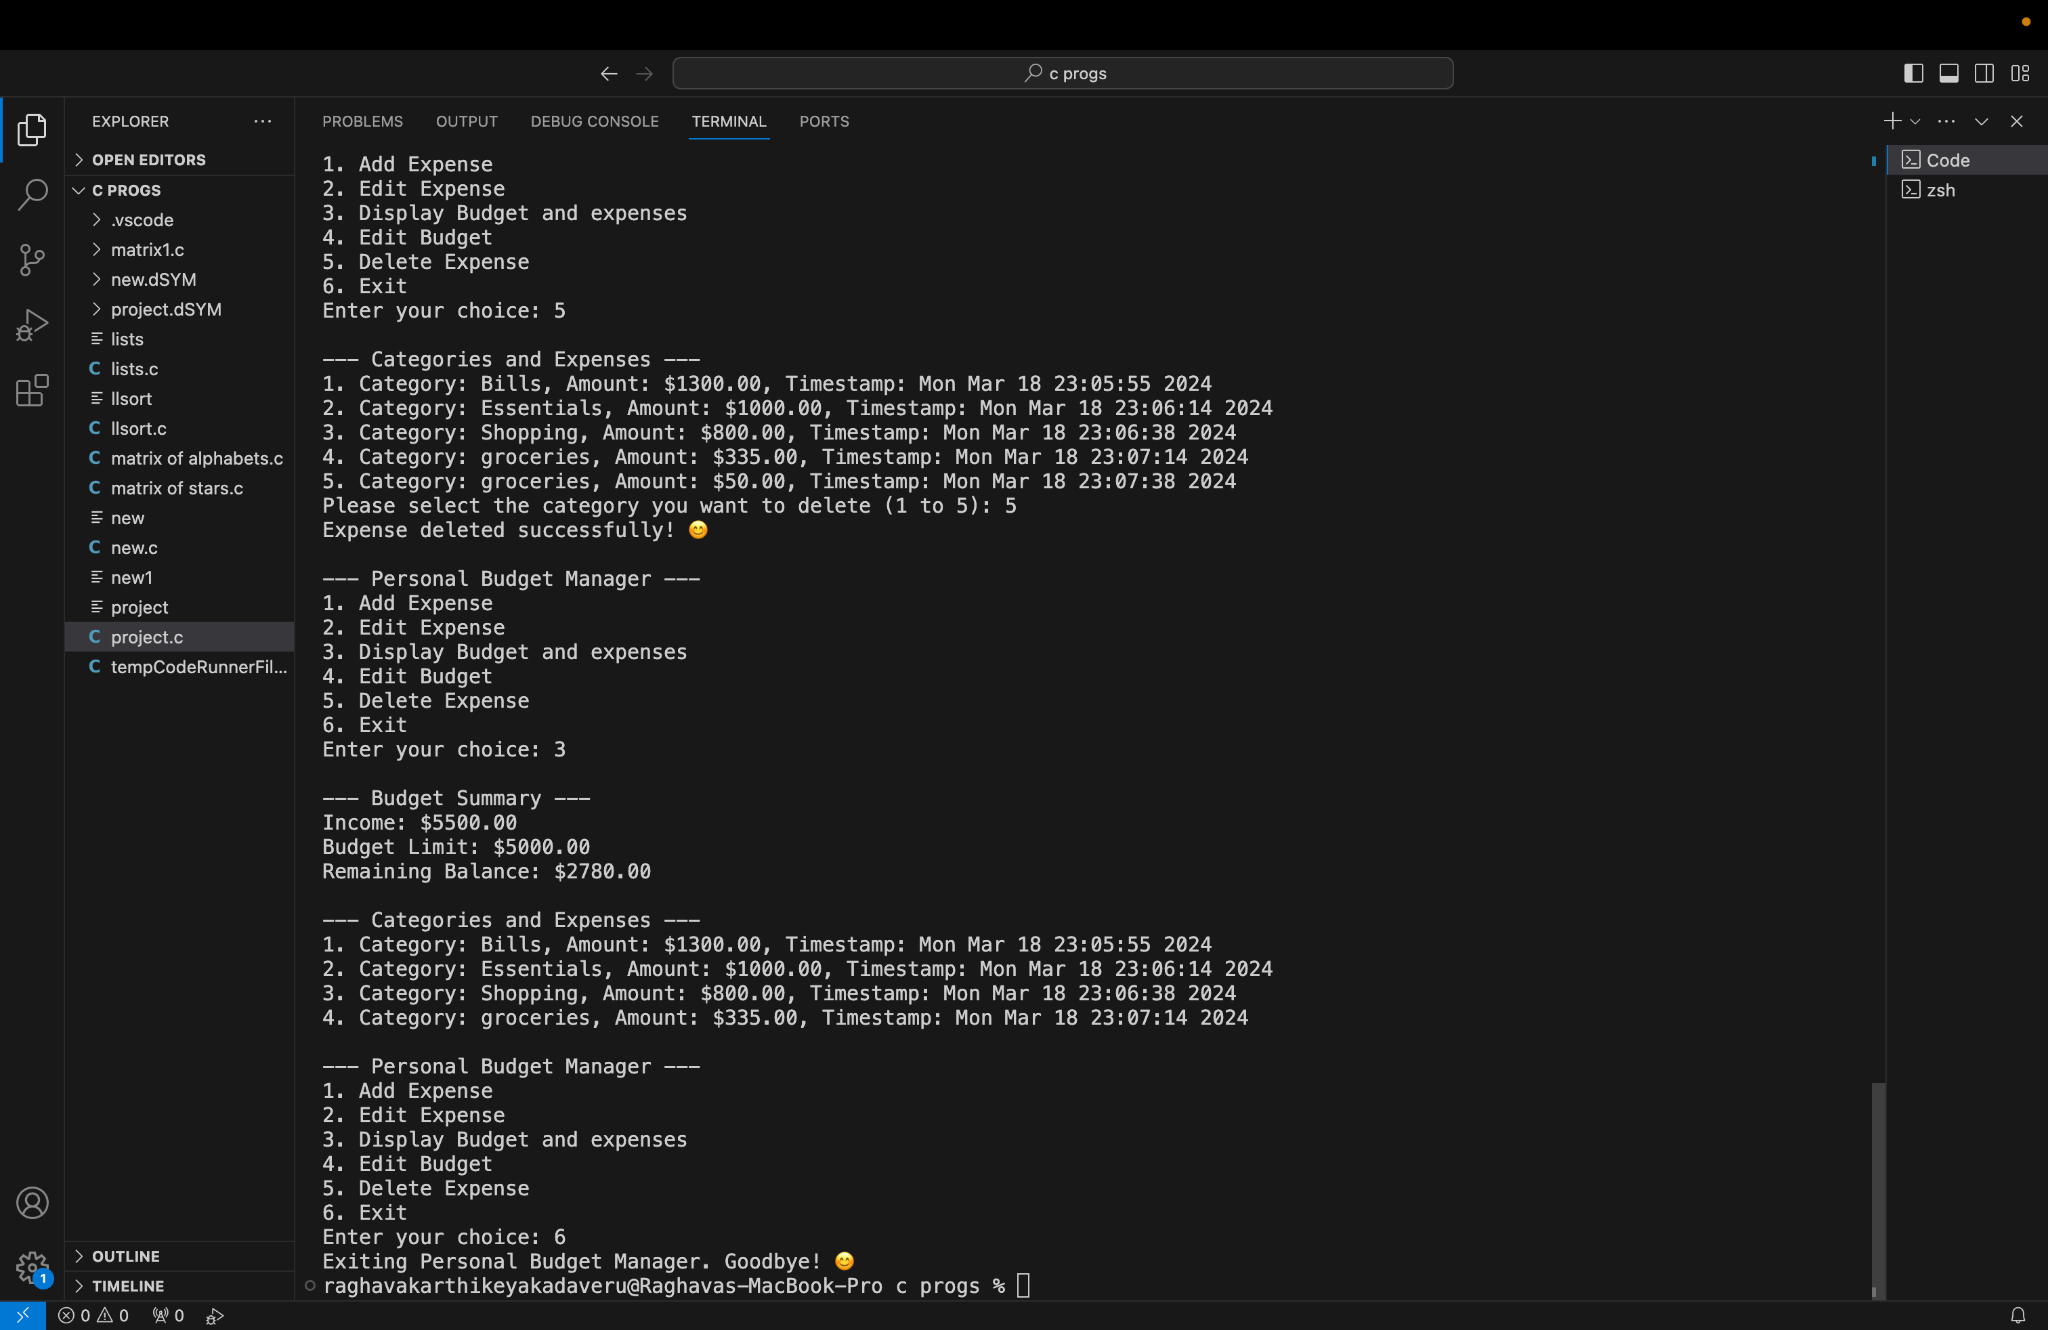 c progs
EXPLORER
OPEN EDITORS
C PROGS
.vscode
matrix1.c
new.dSYM
project.dSYM
lists
C lists.c
llsort
C llsort.c
C matrix of alphabets.c
C matrix of stars.c
new
C new.c
new1
project
C project.c
C tempCodeRunnerFil...
OUTLINE
TIMELINE
PROBLEMS OUTPUT DEBUG CONSOLE TERMINAL PORTS
1. Add Expense
2. Edit Expense
3. Display Budget and expenses
4. Edit Budget
5. Delete Expense
6. Exit
Enter your choice: 5
--- Categories and Expenses ---
1. Category: Bills, Amount: $1300.00, Timestamp: Mon Mar 18 23:05:55 2024
2. Category: Essentials, Amount: $1000.00, Timestamp: Mon Mar 18 23:06:14 2024
3. Category: Shopping, Amount: $800.00, Timestamp: Mon Mar 18 23:06:38 2024
4. Category: groceries, Amount: $335.00, Timestamp: Mon Mar 18 23:07:14 2024
5. Category: groceries, Amount: $50.00, Timestamp: Mon Mar 18 23:07:38 2024
Please select the category you want to delete (1 to 5): 5
Expense deleted successfully! 😊
--- Personal Budget Manager ---
1. Add Expense
2. Edit Expense
3. Display Budget and expenses
4. Edit Budget
5. Delete Expense
6. Exit
Enter your choice: 3
--- Budget Summary ---
Income: $5500.00
Budget Limit: $5000.00
Remaining Balance: $2780.00
--- Categories and Expenses ---
1. Category: Bills, Amount: $1300.00, Timestamp: Mon Mar 18 23:05:55 2024
2. Category: Essentials, Amount: $1000.00, Timestamp: Mon Mar 18 23:06:14 2024
3. Category: Shopping, Amount: $800.00, Timestamp: Mon Mar 18 23:06:38 2024
4. Category: groceries, Amount: $335.00, Timestamp: Mon Mar 18 23:07:14 2024
--- Personal Budget Manager ---
1. Add Expense
2. Edit Expense
3. Display Budget and expenses
4. Edit Budget
5. Delete Expense
6. Exit
Enter your choice: 6
Exiting Personal Budget Manager. Goodbye! 😊
raghavakarthikeyakadaveru@Raghavas-MacBook-Pro c progs %
Code
zsh
1
0 0 0